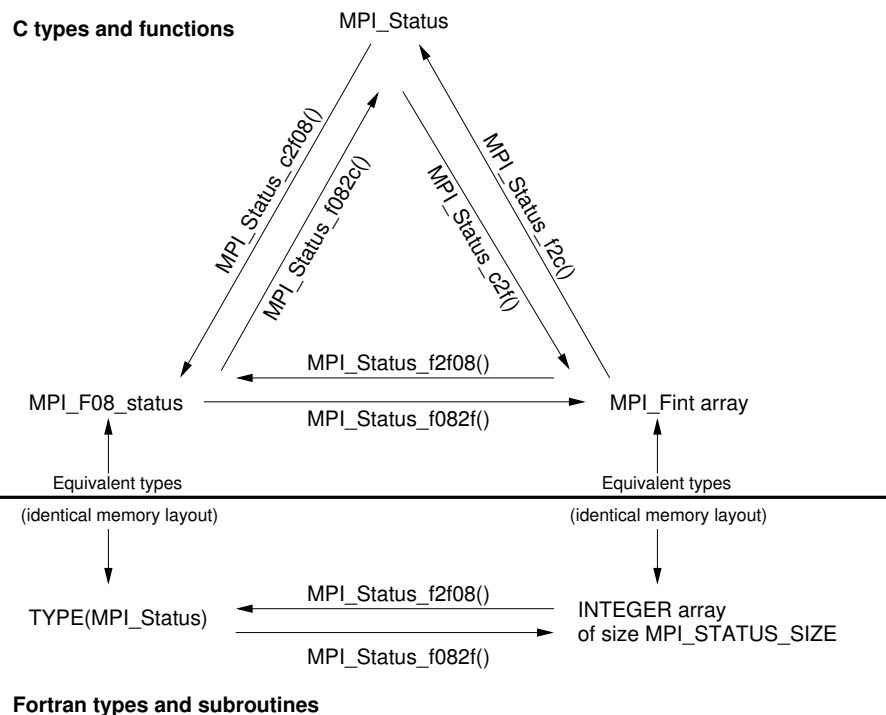 C types and functions
MPI_Status
MPI_Status_c2f08()
MPI_Status_f082c()
MPI_Status_c2f()
MPI_Status_f2c()
MPI_Status_f2f08()
MPI_F08_status
MPI_Fint array
MPI_Status_f082f()
Equivalent types
Equivalent types
(identical memory layout)
(identical memory layout)
MPI_Status_f2f08()
TYPE(MPI_Status)
INTEGER array
of size MPI_STATUS_SIZE
MPI_Status_f082f()
Fortran types and subroutines